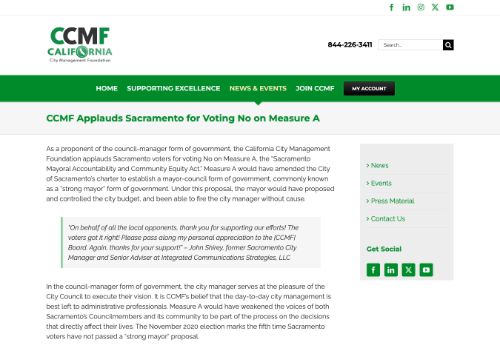 CCMF
CALIFORNIA
City Management Foundation
844-226-3411
Search...
HOME
SUPPORTING EXCELLENCE
NEWS & EVENTS
JOIN CCMF
MY ACCOUNT
CCMF Applauds Sacramento for Voting No on Measure A
As a proponent of the council-manager form of government, the California City Management
Foundation applauds Sacramento voters for voting No on Measure A, the "Sacramento
Mayoral Accountability and Community Equity Act." Measure A would have amended the City
of Sacramento's charter to establish a mayor-council form of government, commonly known
as a "strong mayor" form of government. Under this proposal, the mayor would have proposed
and controlled the city budget, and been able to fire the city manager without cause.
"On behalf of all the local opponents, thank you for supporting our efforts! The
voters got it right! Please pass along my personal appreciation to the (CCMF)
Board. Again, thanks for your support!" – John Shirey, former Sacramento City
Manager and Senior Adviser at Integrated Communications Strategies, LLC
In the council-manager form of government, the city manager serves at the pleasure of the
City Council to execute their vision. It is CCMF's belief that the day-to-day city management is
best left to administrative professionals. Measure A would have weakened the voices of both
Sacramento's Councilmembers and its community to be part of the process on the decisions
that directly affect their lives. The November 2020 election marks the fifth time Sacramento
voters have not passed a "strong mayor" proposal.
> News
> Events
> Press Material
> Contact Us
Get Social